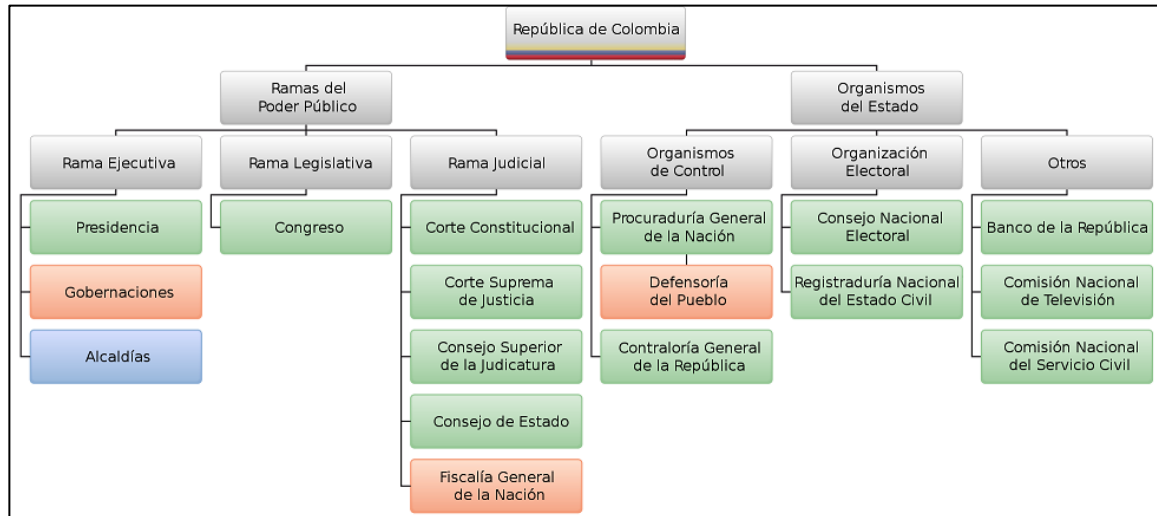 República de Colombia
Ramas del
Poder Público
Organismos
del Estado
Rama Ejecutiva
Rama Legislativa
Rama Judicial
Organismos
de Control
Organización
Electoral
Otros
Presidencia
Gobernaciones
Alcaldías
Congreso
Corte Constitucional
Corte Suprema
de Justicia
Consejo Superior
de la Judicatura
Consejo de Estado
Fiscalía General
de la Nación
Procuraduría General
de la Nación
Defensoría
del Pueblo
Contraloría General
de la República
Consejo Nacional
Electoral
Registraduría Nacional
del Estado Civil
Banco de la República
Comisión Nacional
de Televisión
Comisión Nacional
del Servicio Civil